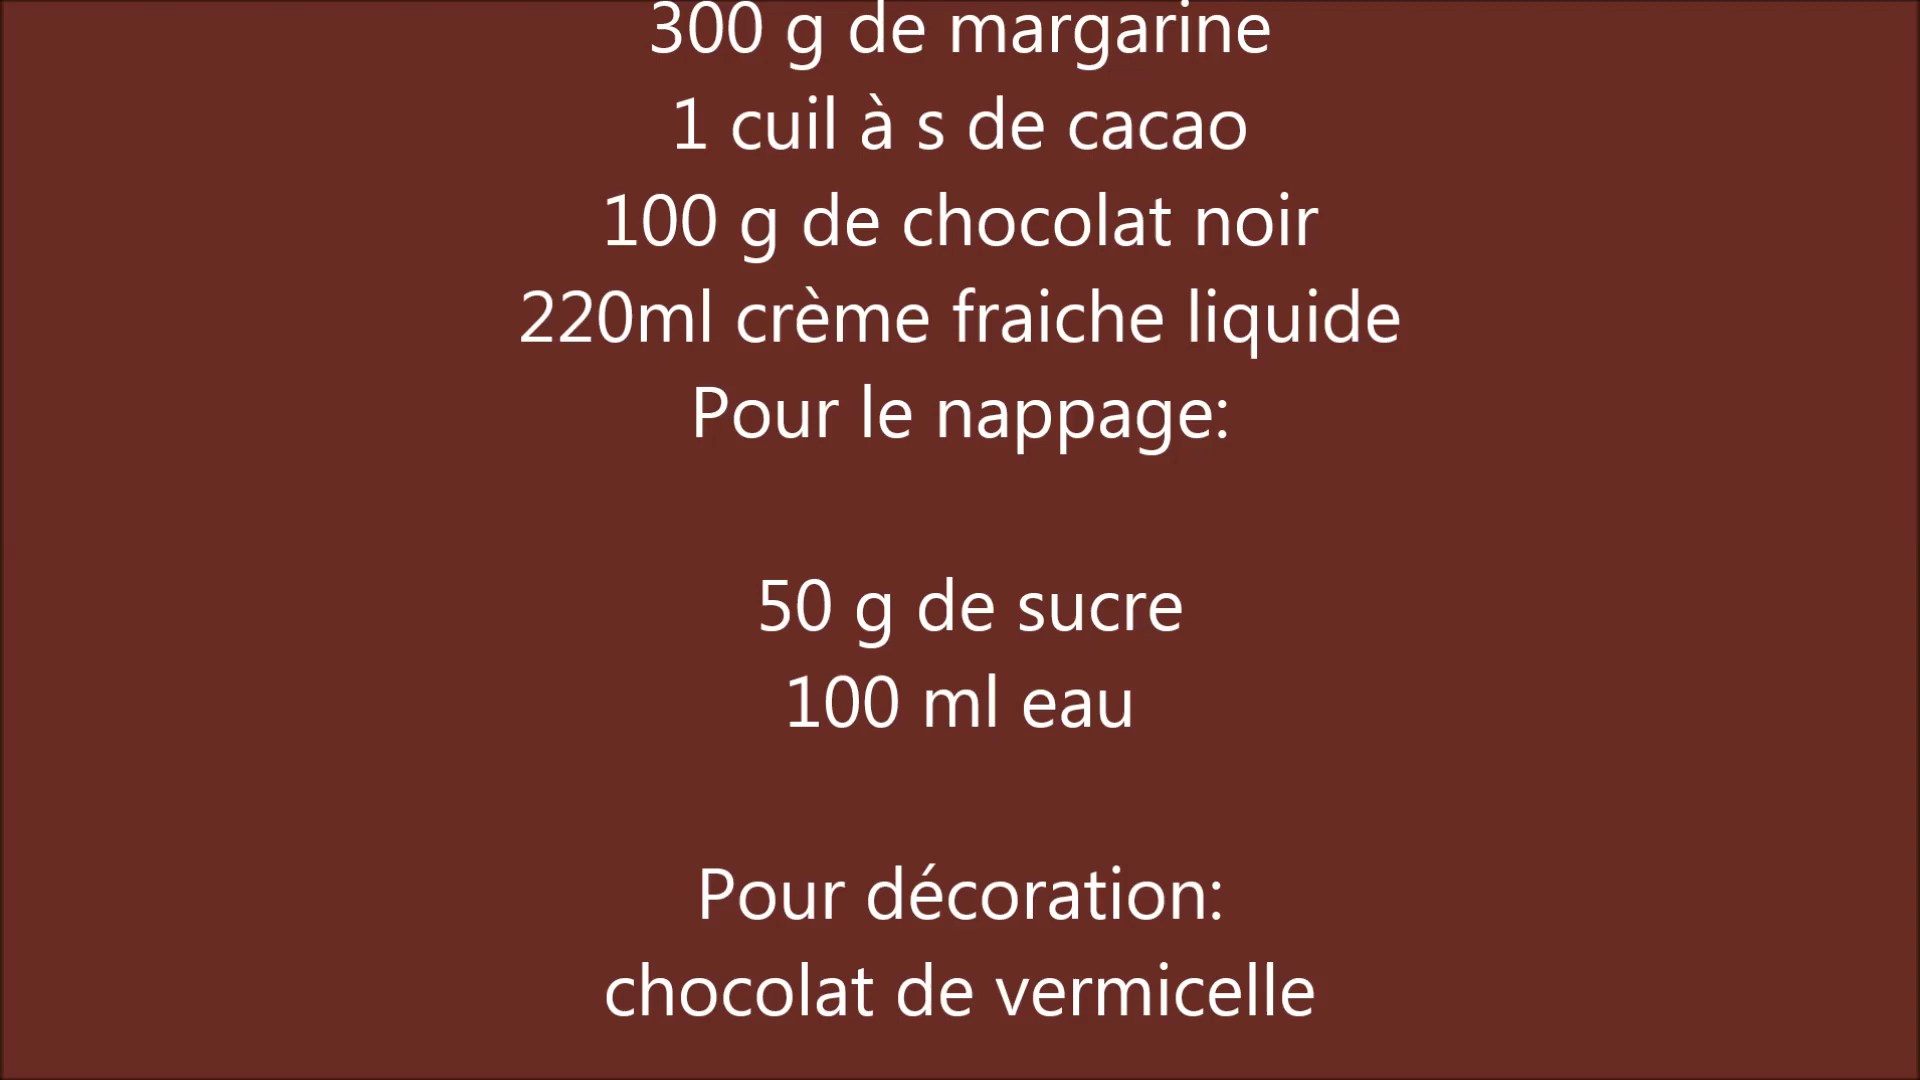 300 g de margarine
1 cuil à s de cacao
100 g de chocolat noir
220ml crème fraiche liquide
Pour le nappage:
50 g de sucre
100 ml eau
Pour décoration:
chocolat de vermicelle